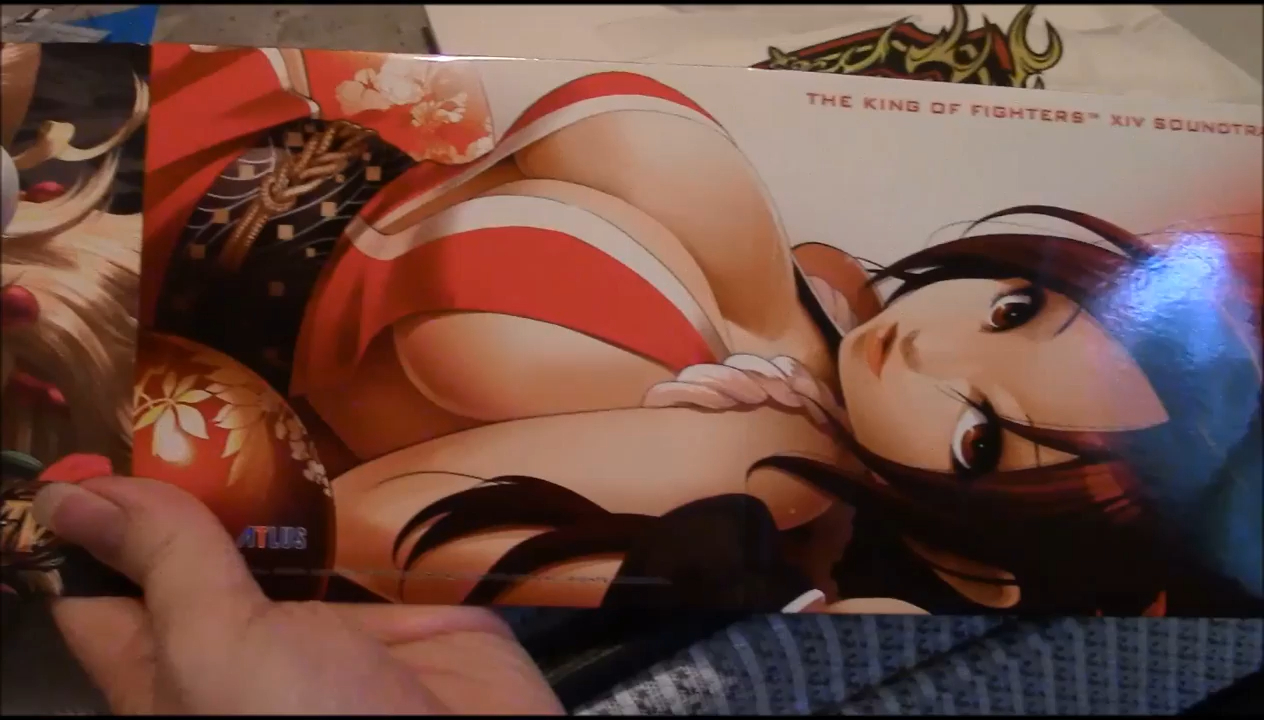 THE KING OF FIGHTERS™ XIV SOUNDTRA
ATLUS